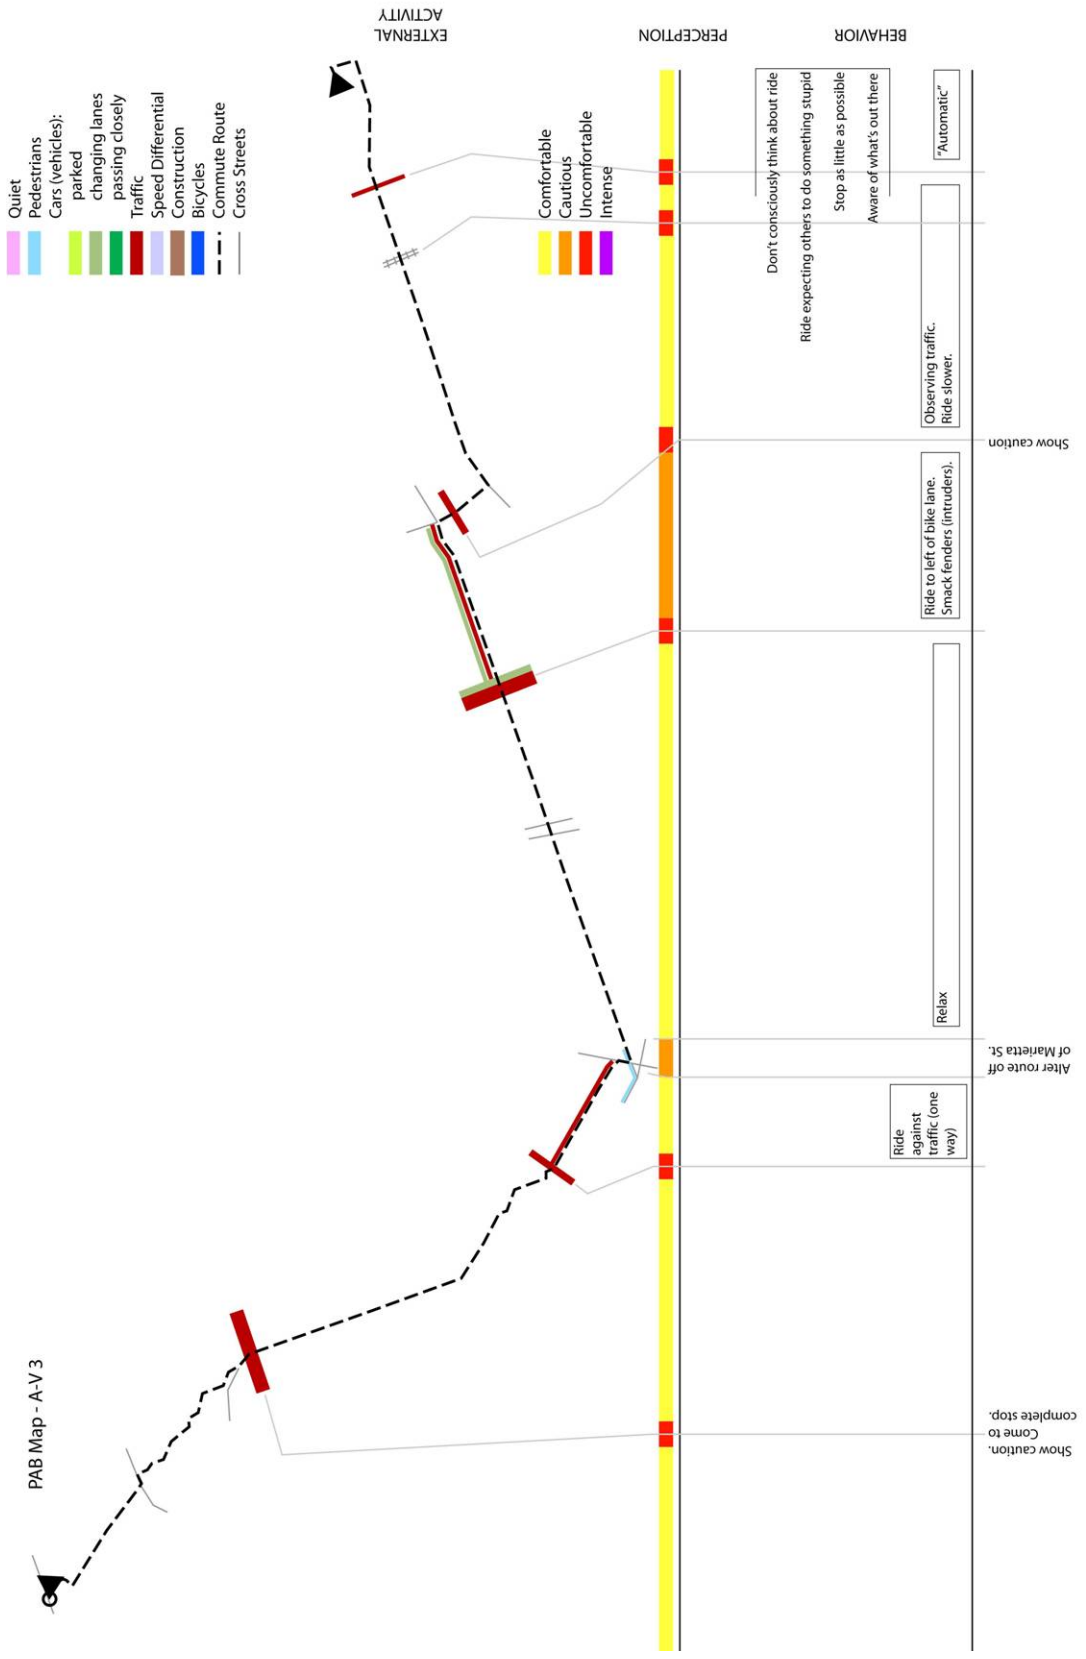 PAB Map - A-V 3
Quiet
Pedestrians
Cars (vehicles):
parked
changing lanes
passing closely
Traffic
Speed Differential
Construction
Bicycles
Commute Route
Cross Streets
EXTERNAL
ACTIVITY
Comfortable
Cautious
Uncomfortable
Intense
PERCEPTION
BEHAVIOR
Don't consciously think about ride
Ride expecting others to do something stupid
Stop as little as possible
Aware of what's out there
Ride
against
traffic (one
way)
Relax
Ride to left of bike lane.
Smack fenders (intruders).
Observing traffic.
Ride slower.
"Automatic"
Show caution.
Come to
complete stop.
Alter route off
of Marietta St.
Show caution